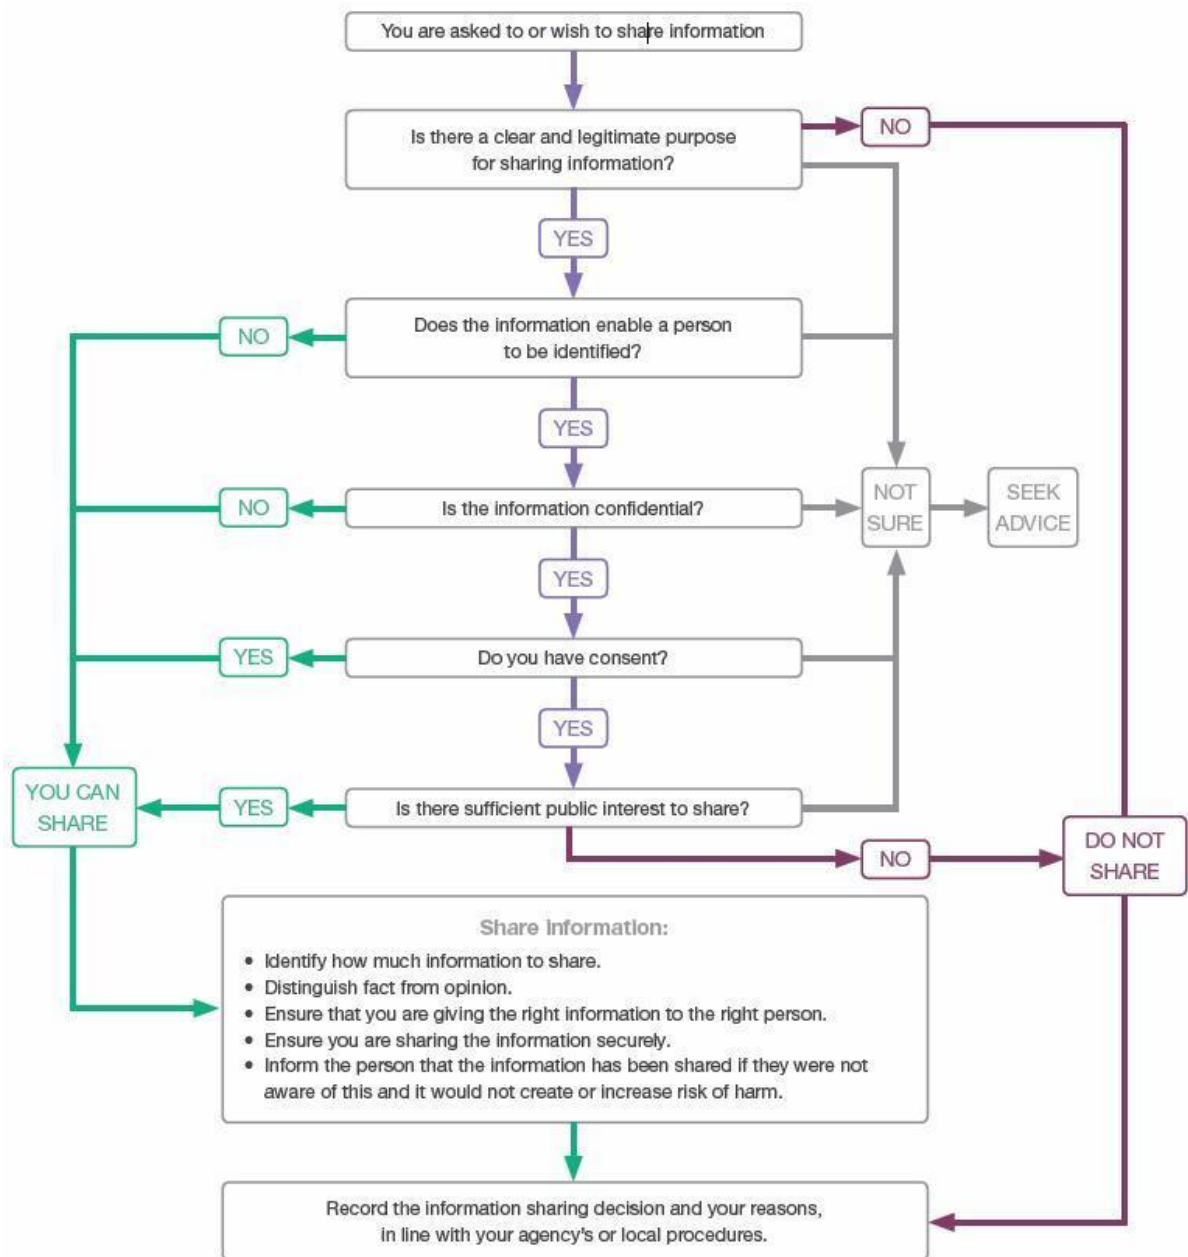 You are asked to or wish to share information
Is there a clear and legitimate purpose
for sharing information?
NO
YES
Does the information enable a person
to be identified?
NO
YES
Is the information confidential?
NO
NOT
SURE
SEEK
ADVICE
YES
Do you have consent?
YES
YES
Is there sufficient public interest to share?
YES
YOU CAN
SHARE
NO
DO NOT
SHARE
Share Information:
• Identify how much information to share.
• Distinguish fact from opinion.
• Ensure that you are giving the right information to the right person.
• Ensure you are sharing the information securely.
• Inform the person that the information has been shared if they were not
aware of this and it would not create or increase risk of harm.
Record the information sharing decision and your reasons,
in line with your agency's or local procedures.